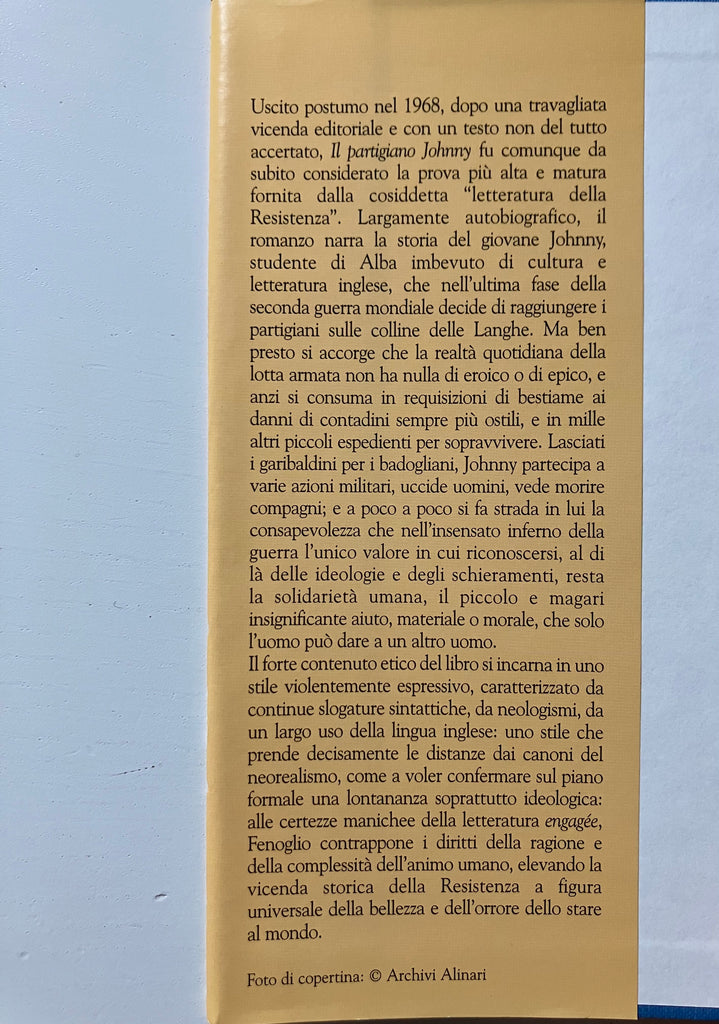 Uscito postumo nel 1968, dopo una travagliata
vicenda editoriale e con un testo non del tutto
accertato, Il partigiano Johnny fu comunque da
subito considerato la prova più alta e matura
fornita dalla cosiddetta “letteratura della
Resistenza”. Largamente autobiografico, il
romanzo narra la storia del giovane Johnny,
studente di Alba imbevuto di cultura e
letteratura inglese, che nell’ultima fase della
seconda guerra mondiale decide di raggiungere i
partigiani sulle colline delle Langhe. Ma ben
presto si accorge che la realtà quotidiana della
lotta armata non ha nulla di eroico o di epico, e
anzi si consuma in requisizioni di bestiame ai
danni di contadini sempre più ostili, e in mille
altri piccoli espedienti per sopravvivere. Lasciati
i garibaldini per i badogliani, Johnny partecipa a
varie azioni militari, uccide uomini, vede morire
compagni; e a poco a poco si fa strada in lui la
consapevolezza che nell’insensato inferno della
guerra l’unico valore in cui riconoscersi, al di
là delle ideologie e degli schieramenti, resta
la solidarietà umana, il piccolo e magari
insignificante aiuto, materiale o morale, che solo
l’uomo può dare a un altro uomo.
Il forte contenuto etico del libro si incarna in uno
stile violentemente espressivo, caratterizzato da
continue slogature sintattiche, da neologismi, da
un largo uso della lingua inglese: uno stile che
prende decisamente le distanze dai canoni del
neorealismo, come a voler confermare sul piano
formale una lontananza soprattutto ideologica:
alle certezze manichee della letteratura engagée,
Fenoglio contrappone i diritti della ragione e
della complessità dell’animo umano, elevando la
vicenda storica della Resistenza a figura
universale della bellezza e dell’orrore dello stare
al mondo.
Foto di copertina: © Archivi Alinari